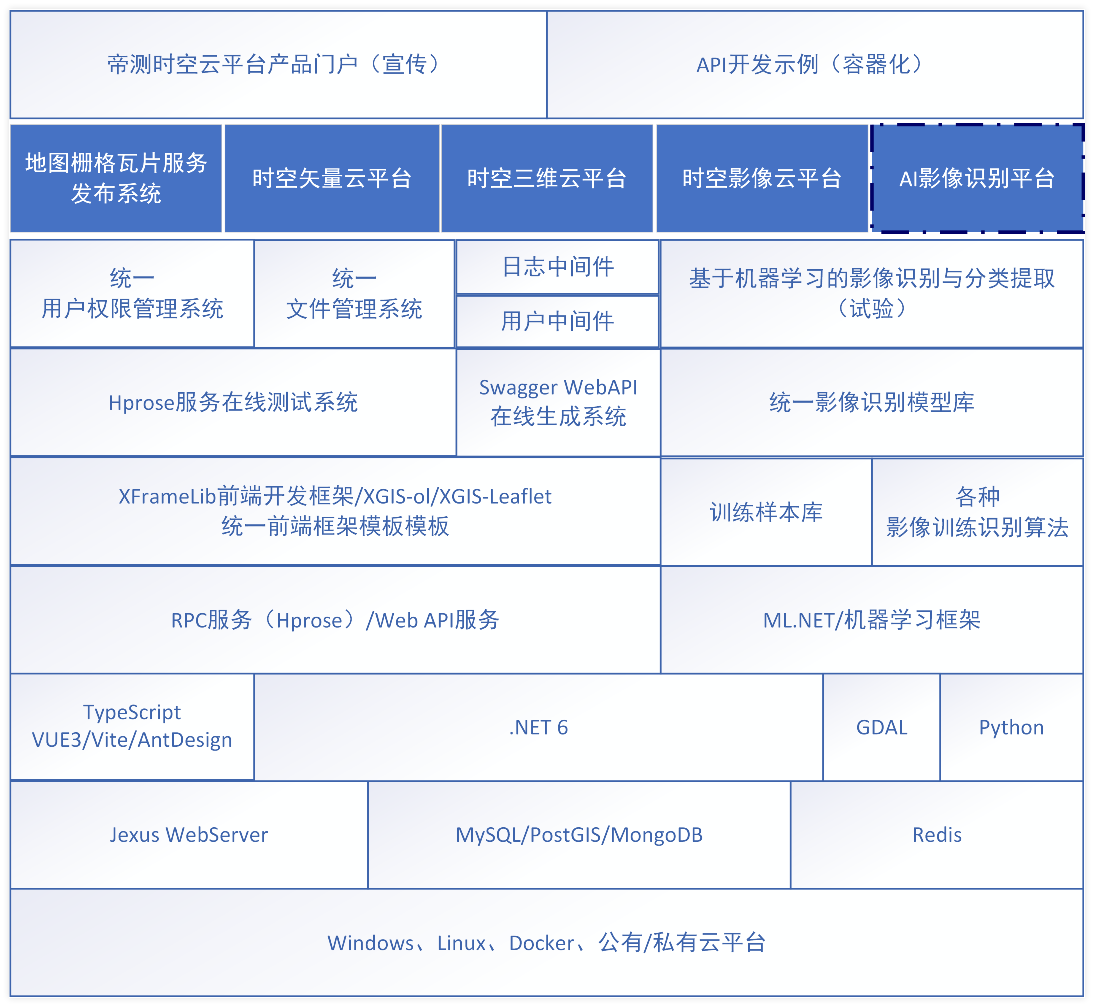 帝测时空云平台产品门户（宣传）
API开发示例（容器化）
地图栅格瓦片服务
发布系统
时空矢量云平台
时空三维云平台
时空影像云平台
AI影像识别平台
统一
用户权限管理系统
统一
文件管理系统
日志中间件
用户中间件
基于机器学习的影像识别与分类提取
（试验）
Hprose服务在线测试系统
Swagger WebAPI
在线生成系统
统一影像识别模型库
XFrameLib前端开发框架/XGIS-ol/XGIS-Leaflet
统一前端框架模板模板
训练样本库
各种
影像训练识别算法
RPC服务（Hprose）/Web API服务
ML.NET/机器学习框架
TypeScript
VUE3/Vite/AntDesign
.NET 6
GDAL
Python
Jexus WebServer
MySQL/PostGIS/MongoDB
Redis
Windows、Linux、Docker、公有/私有云平台